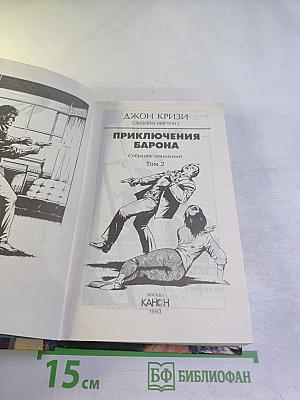 ДЖОН КРИЗИ
(ЭНТОНИ МОРТОН)
ПРИКЛЮЧЕНИЯ
БАРОНА
Собрание сочинений
Том 2
МОСКВА
КАНОН
1993
15 см
БФ БИБЛИОФАН